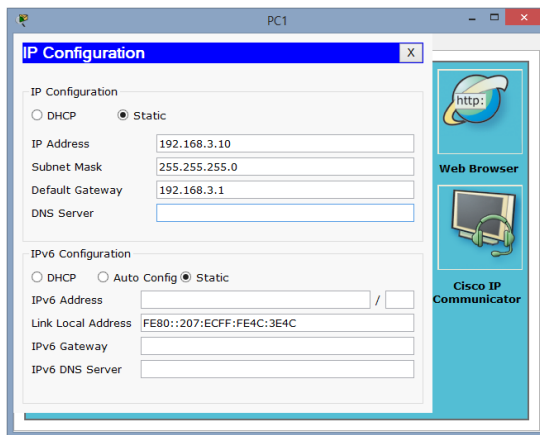 PC1
IP Configuration X
IP Configuration
DHCP Static
IP Address 192.168.3.10
Subnet Mask 255.255.255.0
Default Gateway 192.168.3.1
DNS Server
IPv6 Configuration
DHCP Auto Config Static
IPv6 Address /
Link Local Address FE80::207:ECFF:FE4C:3E4C
IPv6 Gateway
IPv6 DNS Server
http:
Web Browser
Cisco IP
Communicator